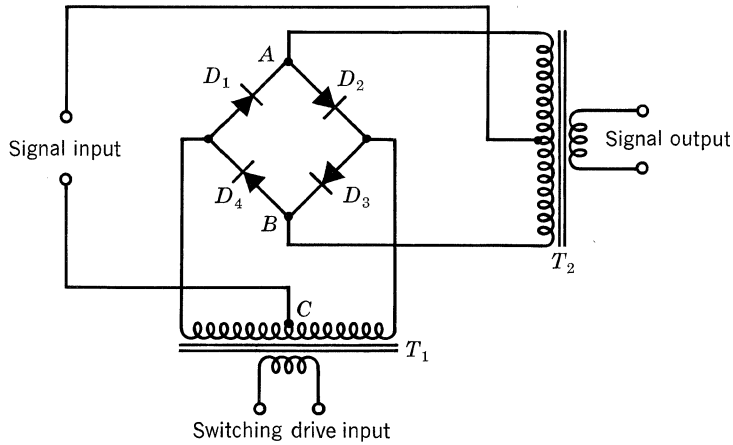 A
D₁
D₂
Signal input
Signal output
D₄
D₃
B
T₂
C
T₁
Switching drive input